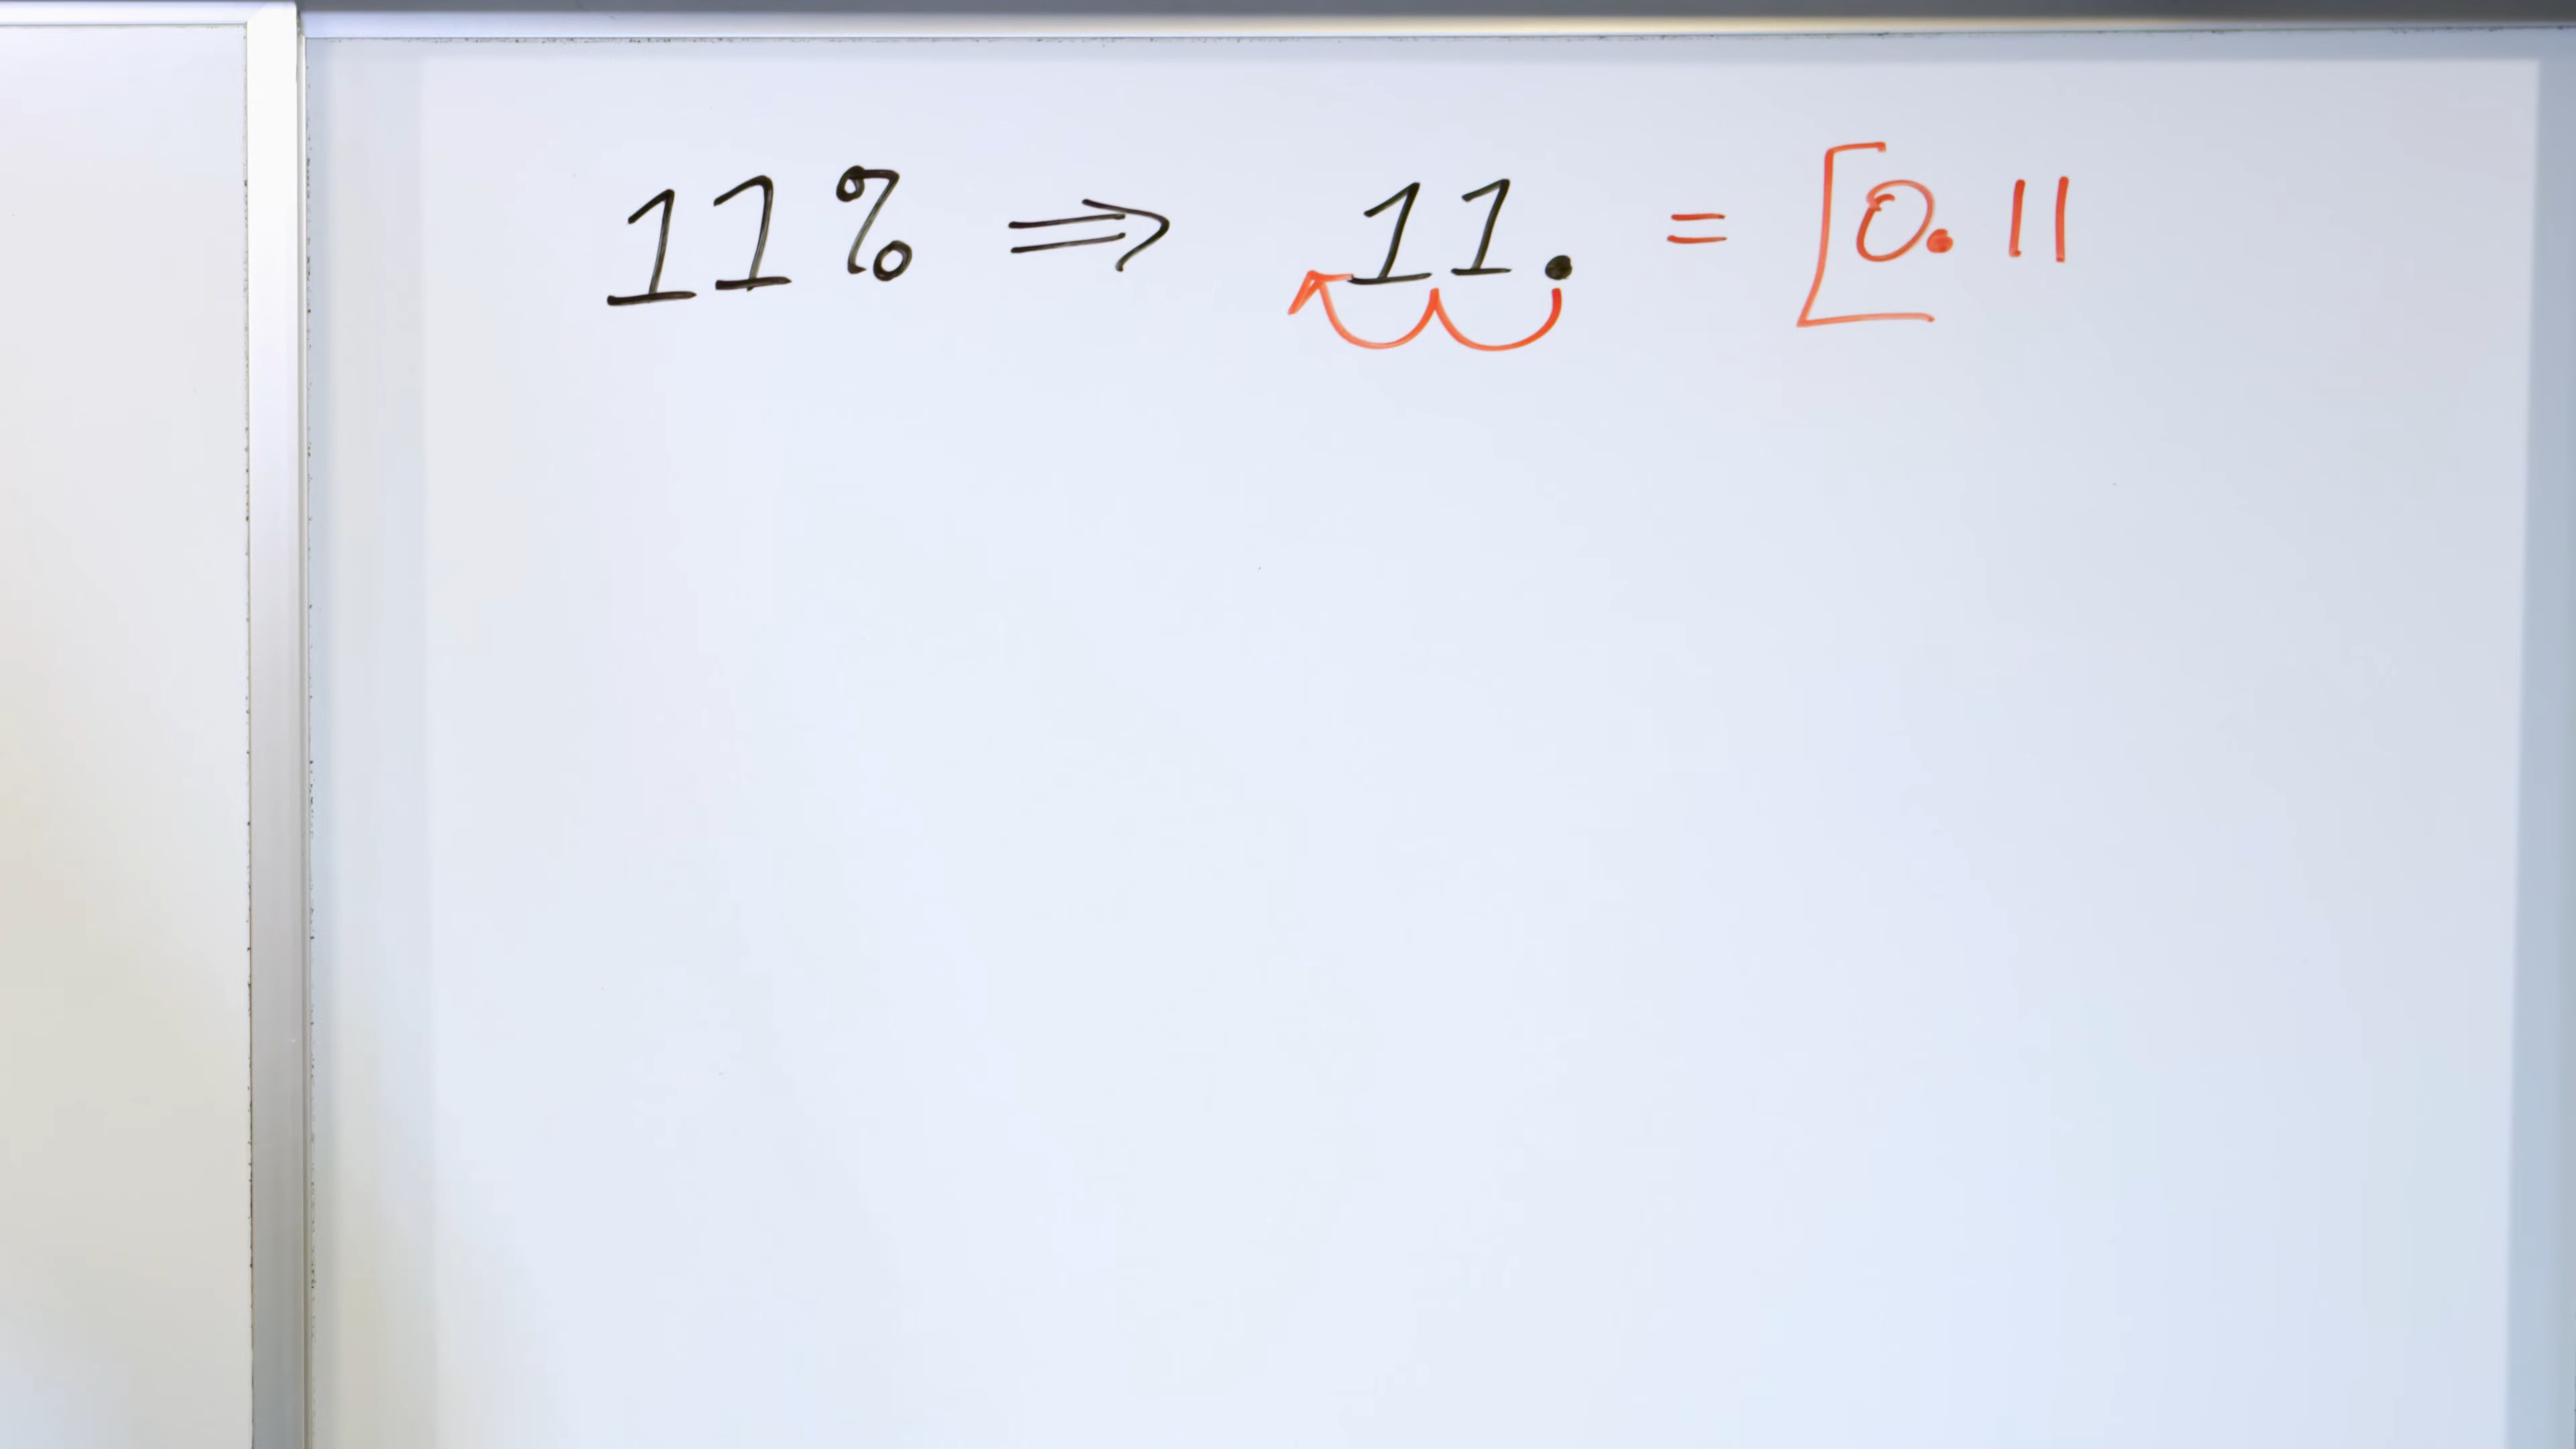 11% ⇒ 11. = [0.11